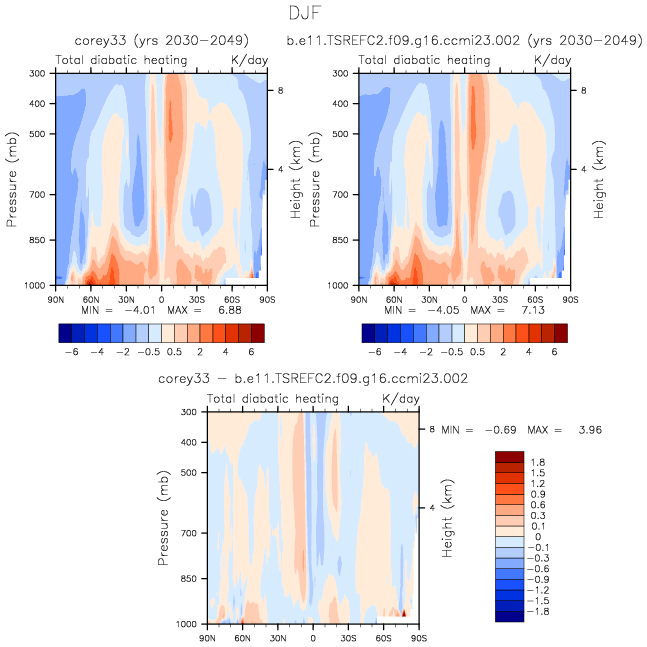 DJF
corey33 (yrs 2030-2049)
b.e11.TSREFC2.f09.g16.ccmi23.002 (yrs 2030-2049)
Total diabatic heating K/day
Total diabatic heating K/day
300 400 500 700 850 1000
Pressure (mb)
8 4
Height (km)
90N 60N 30N 0 30S 60S 90S
MIN = -4.01 MAX = 6.88
-6 -4 -2 -0.5 0.5 2 4 6
300 400 500 700 850 1000
Pressure (mb)
8 4
Height (km)
90N 60N 30N 0 30S 60S 90S
MIN = -4.05 MAX = 7.13
-6 -4 -2 -0.5 0.5 2 4 6
corey33 - b.e11.TSREFC2.f09.g16.ccmi23.002
Total diabatic heating K/day
300 400 500 700 850 1000
Pressure (mb)
8 4
Height (km)
90N 60N 30N 0 30S 60S 90S
MIN = -0.69 MAX = 3.96
1.8
1.5
1.2
0.9
0.6
0.3
0.1
0
-0.1
-0.3
-0.6
-0.9
-1.2
-1.5
-1.8